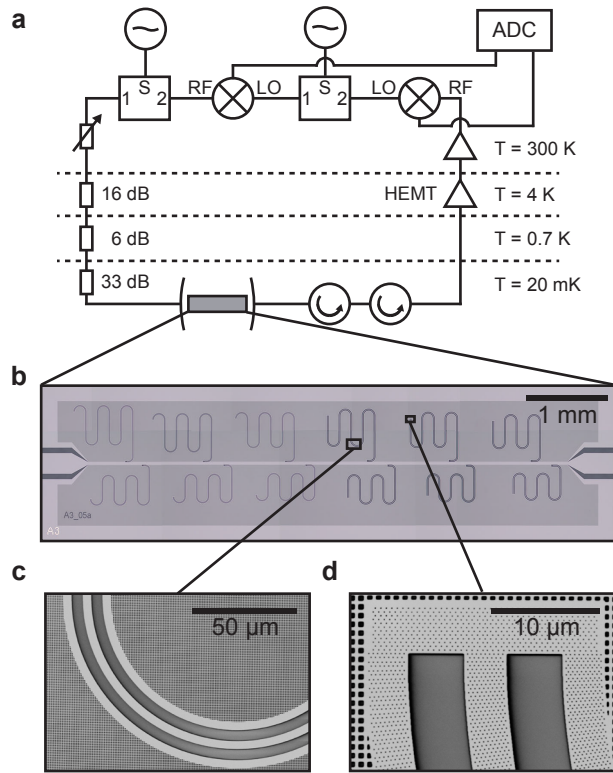 a
ADC
1 S 2 RF LO 1 S 2 LO RF
T = 300 K
16 dB HEMT T = 4 K
6 dB T = 0.7 K
33 dB T = 20 mK
b
1 mm
A3_05a
A3
c
50 μm
d
10 μm